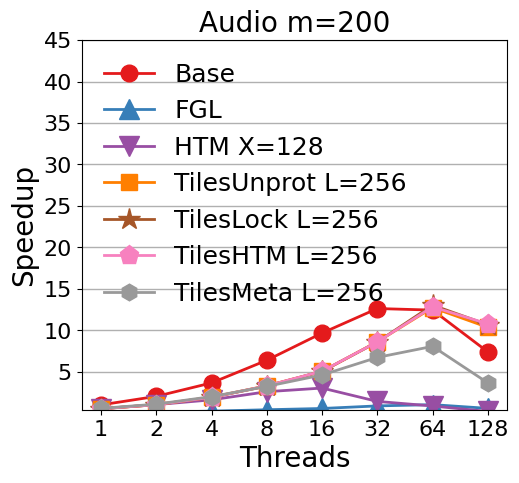 Audio m=200
Speedup
45
40
35
30
25
20
15
10
5
Base
FGL
HTM X=128
TilesUnprot L=256
TilesLock L=256
TilesHTM L=256
TilesMeta L=256
1 2 4 8 16 32 64 128
Threads